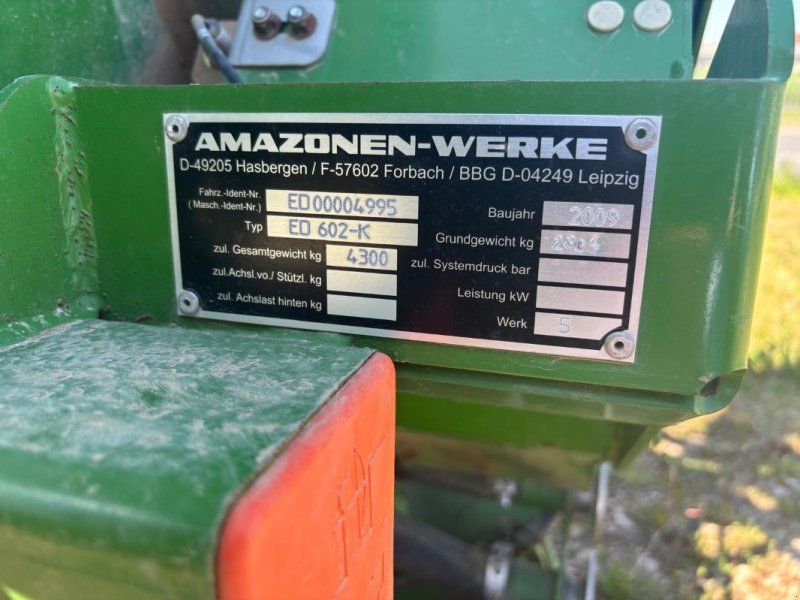 AMAZONEN-WERKE
D-49205 Hasbergen / F-57602 Forbach / BBG D-04249 Leipzig
Fahrz.-Ident-Nr.
( Masch.-Ident-Nr.) ED00004995
Typ ED 602-K
zul. Gesamtgewicht kg 4300
zul.Achsl.vo./ Stützl. kg
zul. Achslast hinten kg
Baujahr 2009
Grundgewicht kg
zul. Systemdruck bar
Leistung kW
Werk 5